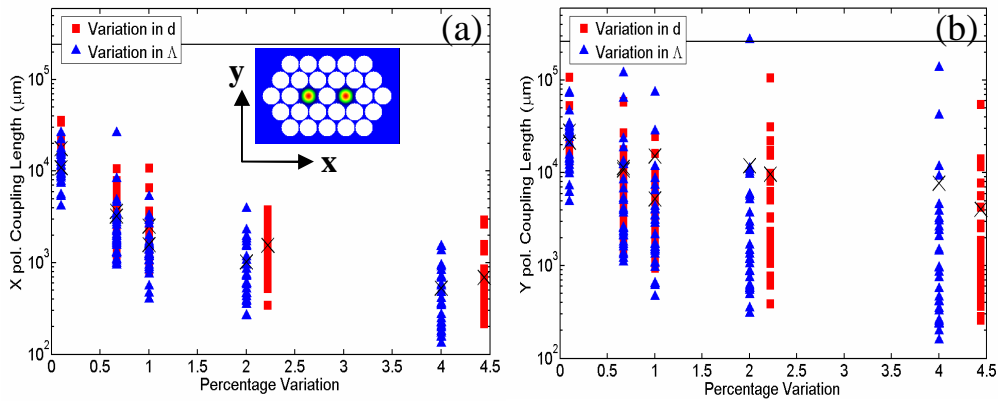 (a)
Variation in d
Variation in Λ
y
x
X pol. Coupling Length (μm)
10^5
10^4
10^3
10^2
0 0.5 1 1.5 2 2.5 3 3.5 4 4.5
Percentage Variation
(b)
Variation in d
Variation in Λ
Y pol. Coupling Length (μm)
10^5
10^4
10^3
10^2
0 0.5 1 1.5 2 2.5 3 3.5 4 4.5
Percentage Variation